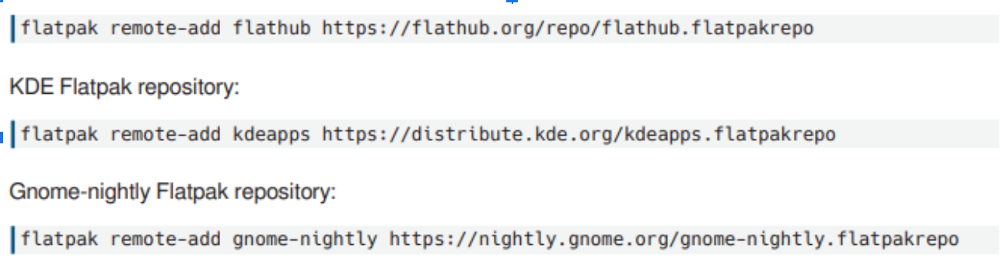 flatpak remote-add flathub https://flathub.org/repo/flathub.flatpakrepo
KDE Flatpak repository:
flatpak remote-add kdeapps https://distribute.kde.org/kdeapps.flatpakrepo
Gnome-nightly Flatpak repository:
flatpak remote-add gnome-nightly https://nightly.gnome.org/gnome-nightly.flatpakrepo